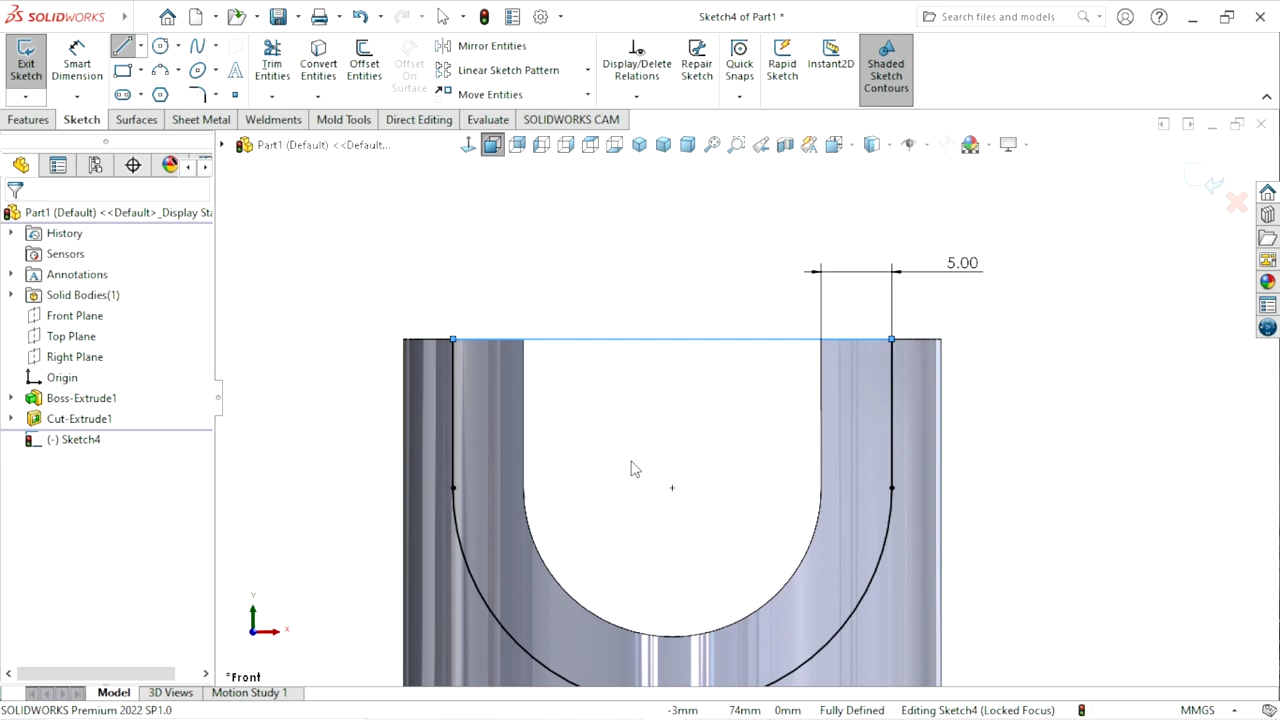 SOLIDWORKS
Sketch4 of Part1 *
Search files and models
Exit Sketch
Smart Dimension
Trim Entities
Convert Entities
Offset Entities
Offset On Surface
Mirror Entities
Linear Sketch Pattern
Move Entities
Display/Delete Relations
Repair Sketch
Quick Snaps
Rapid Sketch
Instant2D
Shaded Sketch Contours
Features
Sketch
Surfaces
Sheet Metal
Weldments
Mold Tools
Direct Editing
Evaluate
SOLIDWORKS CAM
Part1 (Default) <<Default...
Part1 (Default) <<Default>_Display Sta
History
Sensors
Annotations
Solid Bodies(1)
Front Plane
Top Plane
Right Plane
Origin
Boss-Extrude1
Cut-Extrude1
(-) Sketch4
5.00
Y
X
*Front
Model
3D Views
Motion Study 1
SOLIDWORKS Premium 2022 SP1.0
-3mm
74mm
0mm
Fully Defined
Editing Sketch4 (Locked Focus)
MMGS